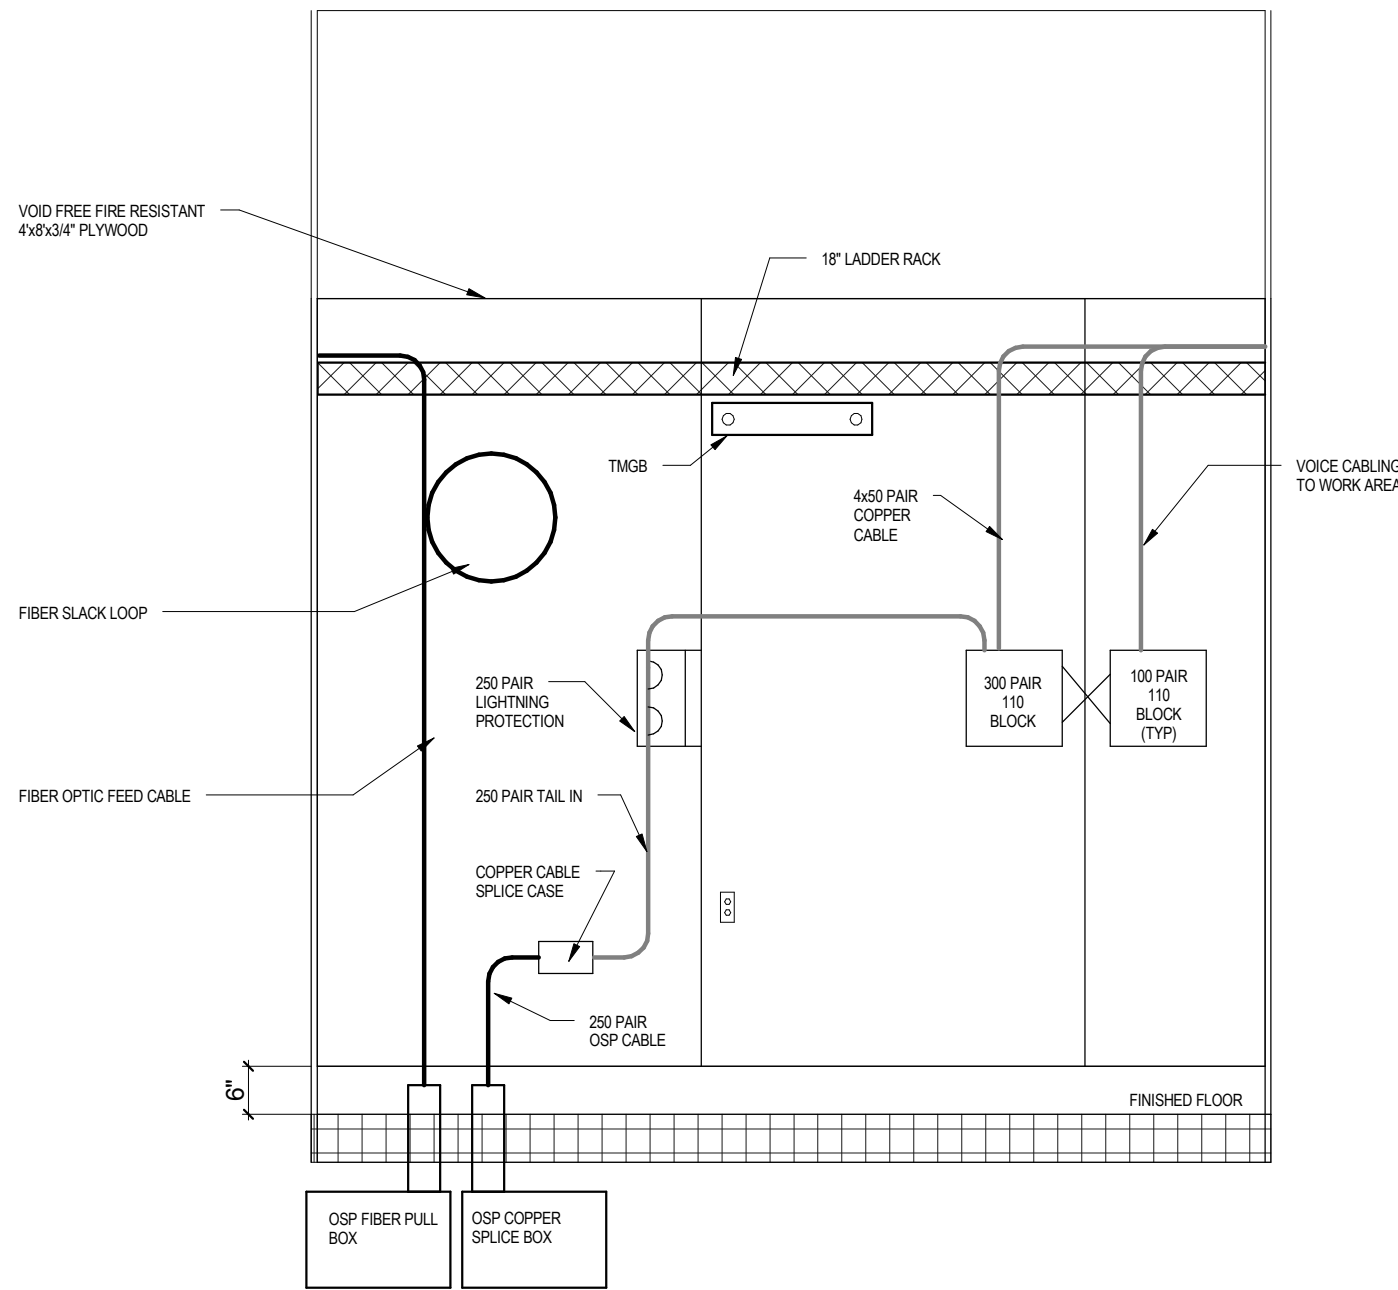 VOID FREE FIRE RESISTANT
4'x8'x3/4" PLYWOOD
18" LADDER RACK
TMGB
4x50 PAIR
COPPER
CABLE
VOICE CABLING
TO WORK AREA
FIBER SLACK LOOP
250 PAIR
LIGHTNING
PROTECTION
300 PAIR
110
BLOCK
100 PAIR
110
BLOCK
(TYP)
FIBER OPTIC FEED CABLE
250 PAIR TAIL IN
COPPER CABLE
SPLICE CASE
250 PAIR
OSP CABLE
6"
FINISHED FLOOR
OSP FIBER PULL
BOX
OSP COPPER
SPLICE BOX